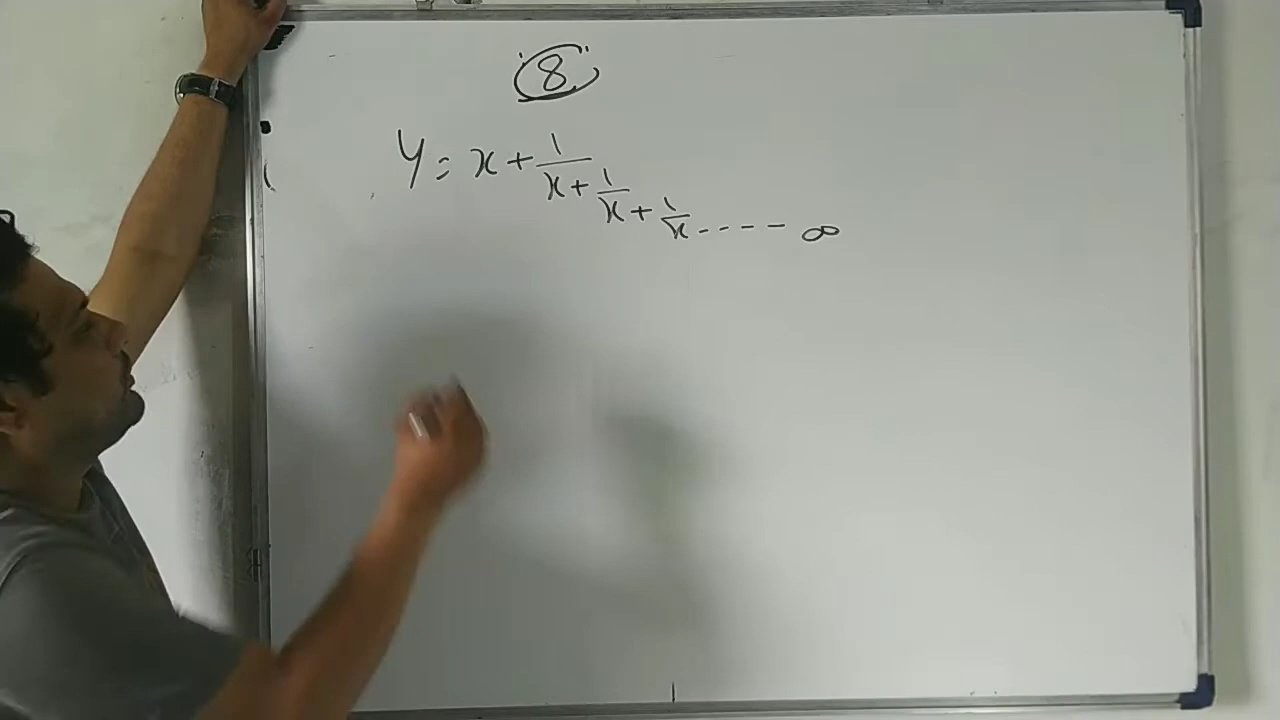 8
y = x + 1/x + 1/x + 1/x ---- ∞